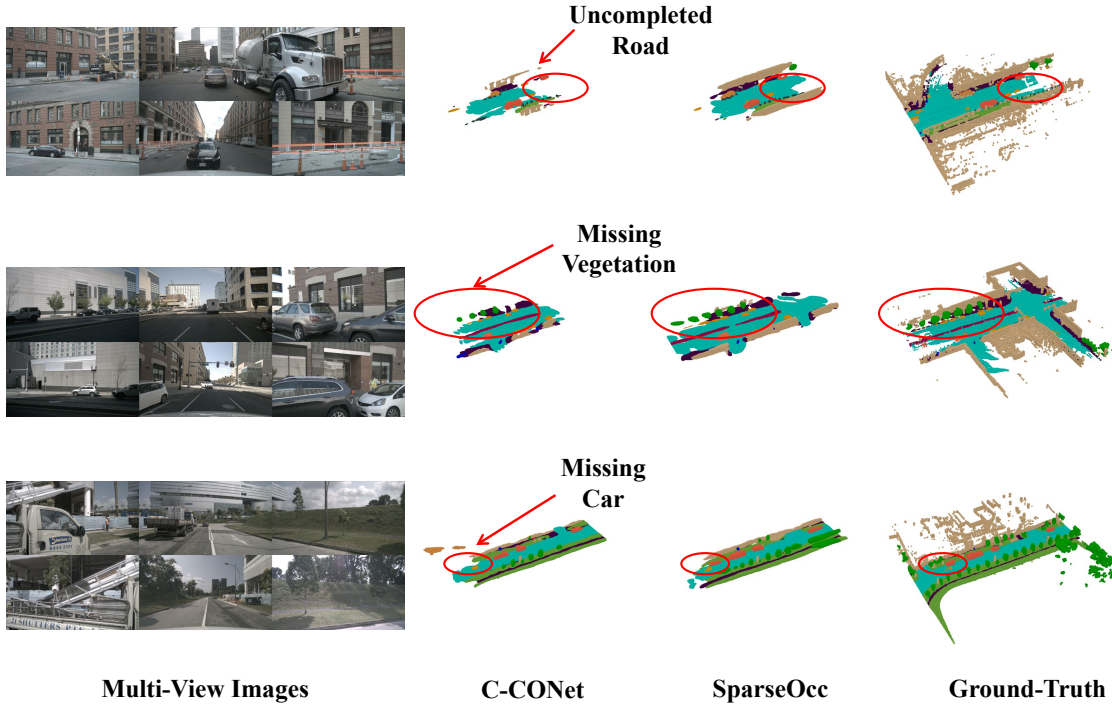 Uncompleted
Road
Missing
Vegetation
Missing
Car
Multi-View Images
C-CONet
SparseOcc
Ground-Truth